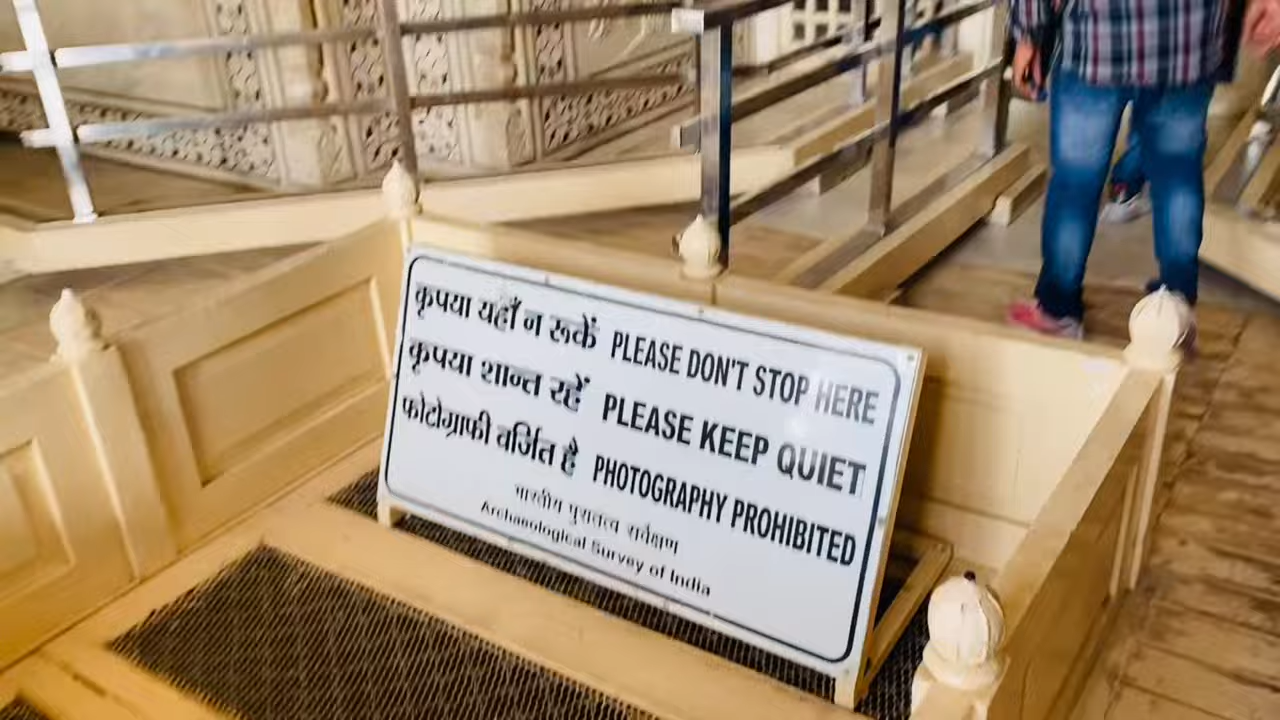 कृपया यहाँ न रूकें PLEASE DON'T STOP HERE
कृपया शान्त रहें PLEASE KEEP QUIET
फोटोग्राफी वर्जित है PHOTOGRAPHY PROHIBITED
भारतीय पुरातत्व सर्वेक्षण
Archaeological Survey of India